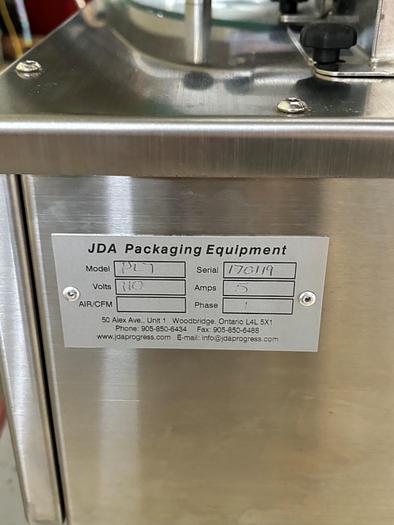 JDA Packaging Equipment
Model PLT Serial 170119
Volts 110 Amps 5
AIR/CFM Phase 1
50 Alex Ave., Unit 1 Woodbridge, Ontario L4L 5X1
Phone: 905-850-6434 Fax: 905-850-6488
www.jdaprogress.com E-mail: info@jdaprogress.com